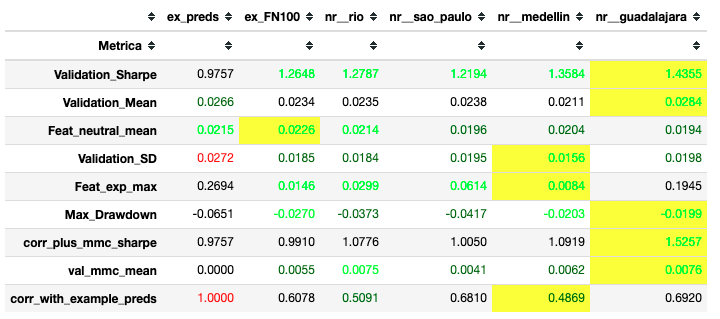 ex_preds ex_FN100 nr__rio nr__sao_paulo nr__medellin nr__guadalajara
Metrica
Validation_Sharpe 0.9757 1.2648 1.2787 1.2194 1.3584 1.4355
Validation_Mean 0.0266 0.0234 0.0235 0.0238 0.0211 0.0284
Feat_neutral_mean 0.0215 0.0226 0.0214 0.0196 0.0204 0.0194
Validation_SD 0.0272 0.0185 0.0184 0.0195 0.0156 0.0198
Feat_exp_max 0.2694 0.0146 0.0299 0.0614 0.0084 0.1945
Max_Drawdown -0.0651 -0.0270 -0.0373 -0.0417 -0.0203 -0.0199
corr_plus_mmc_sharpe 0.9757 0.9910 1.0776 1.0050 1.0919 1.5257
val_mmc_mean 0.0000 0.0055 0.0075 0.0041 0.0062 0.0076
corr_with_example_preds 1.0000 0.6078 0.5091 0.6810 0.4869 0.6920